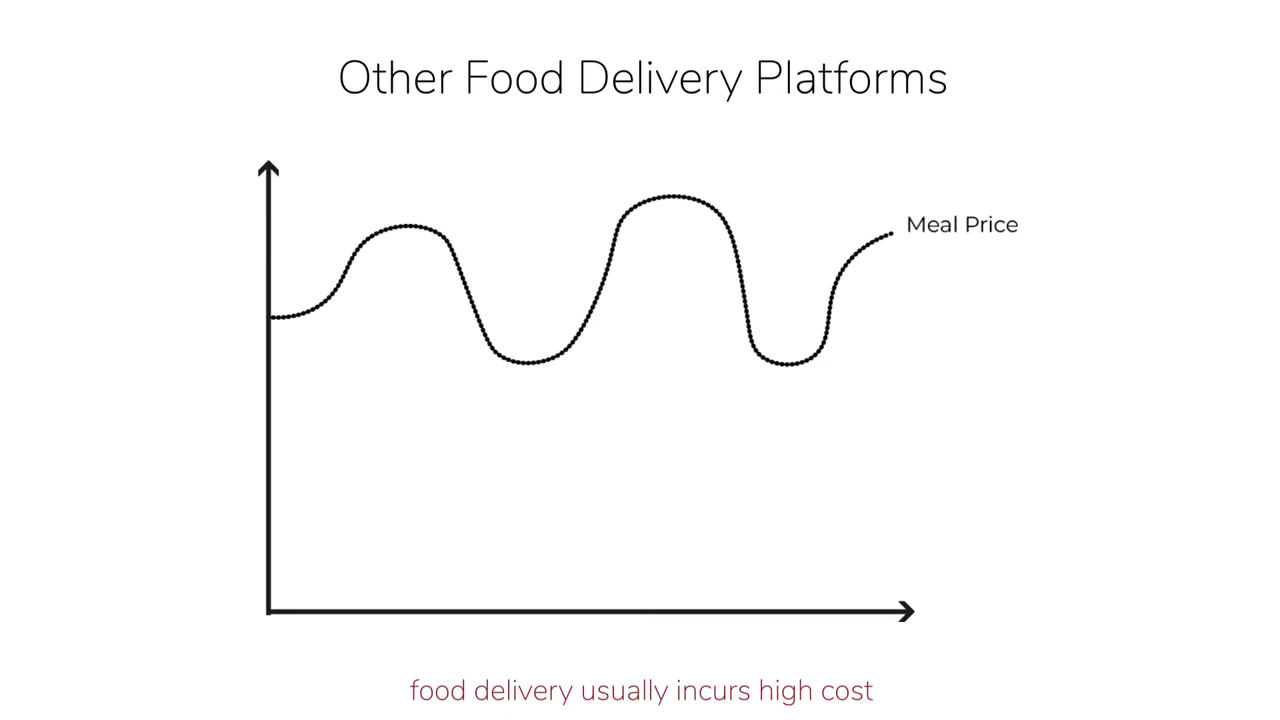 Other Food Delivery Platforms
Meal Price
food delivery usually incurs high cost